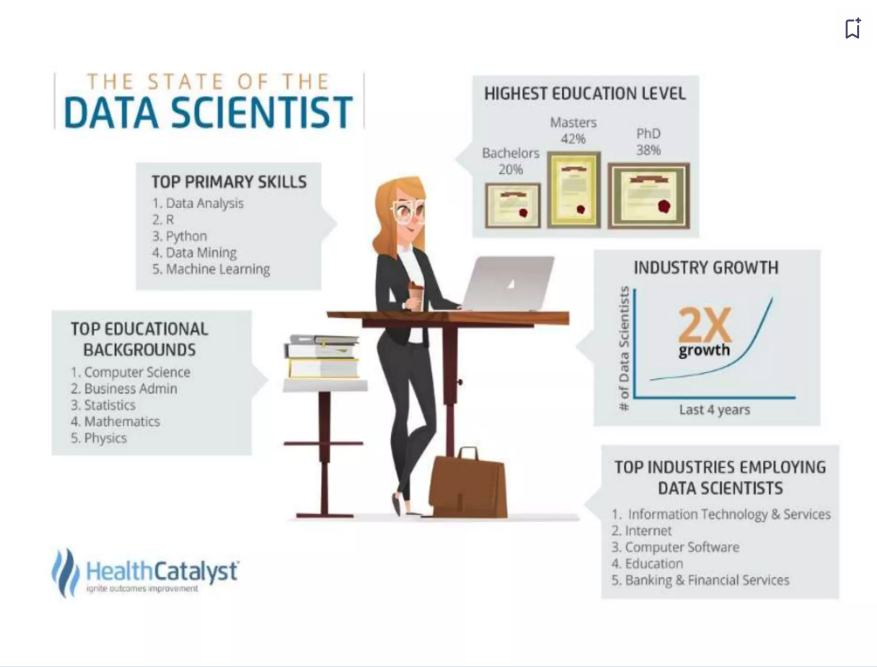 THE STATE OF THE
DATA SCIENTIST
HIGHEST EDUCATION LEVEL
Bachelors
20%
Masters
42%
PhD
38%
TOP PRIMARY SKILLS
1. Data Analysis
2. R
3. Python
4. Data Mining
5. Machine Learning
INDUSTRY GROWTH
# of Data Scientists
2X
growth
Last 4 years
TOP EDUCATIONAL
BACKGROUNDS
1. Computer Science
2. Business Admin
3. Statistics
4. Mathematics
5. Physics
TOP INDUSTRIES EMPLOYING
DATA SCIENTISTS
1. Information Technology & Services
2. Internet
3. Computer Software
4. Education
5. Banking & Financial Services
HealthCatalyst
ignite outcomes improvement